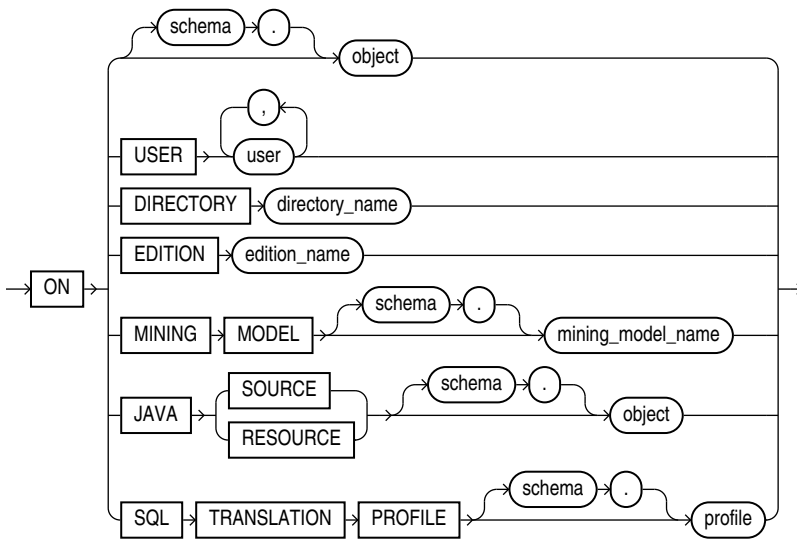 schema .
object
,
USER user
DIRECTORY directory_name
EDITION edition_name
ON
schema .
MINING MODEL mining_model_name
SOURCE schema .
JAVA object
RESOURCE
schema .
SQL TRANSLATION PROFILE profile